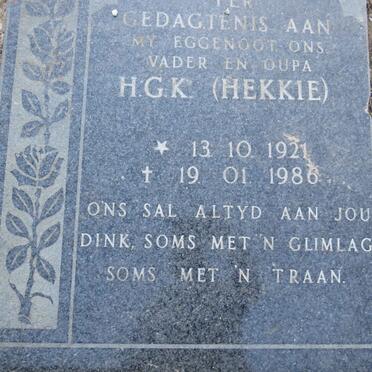 TER
GEDAGTENIS AAN
MY EGGENOOT, ONS
VADER EN OUPA
H.G.K. (HEKKIE)
★ 13. 10. 1921
† 19. 01. 1986
ONS SAL ALTYD AAN JOU
DINK, SOMS MET 'N GLIMLAG
SOMS MET 'N TRAAN.